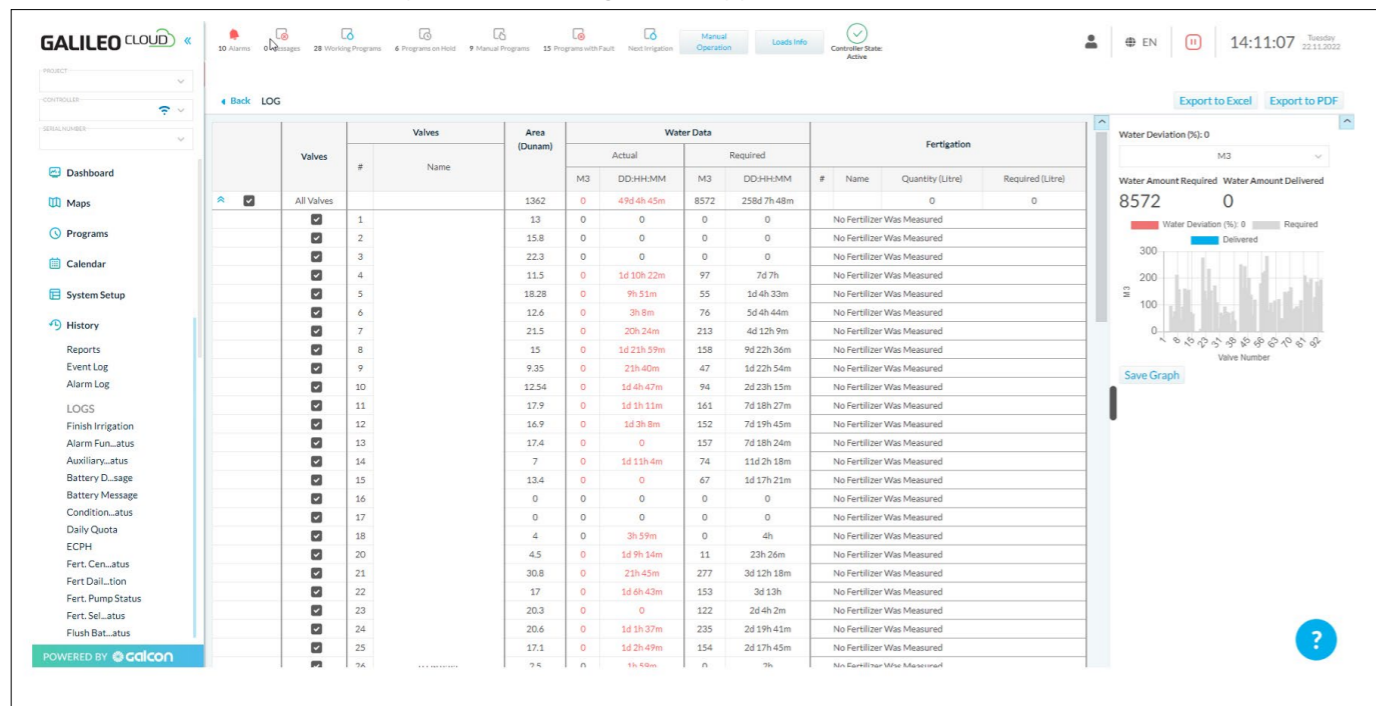 GALILEO CLOUD «
10 Alarms
28 Working Programs
6 Programs on Hold
9 Manual Programs
15 Programs with Fault
Next Irrigation
Manual Operation
Loads Info
Controller State: Active
EN
14:11:07
Tuesday
22.11.2022
PROJECT
CONTROLLER
SERIAL NUMBER
Dashboard
Maps
Programs
Calendar
System Setup
History
Reports
Event Log
Alarm Log
LOGS
Finish Irrigation
Alarm Fun...atus
Auxiliary...atus
Battery D...sage
Battery Message
Condition...atus
Daily Quota
ECPH
Fert. Cen...atus
Fert Dail...tion
Fert. Pump Status
Fert. Sel...atus
Flush Bat...atus
POWERED BY Galcon
Back LOG
Export to Excel Export to PDF
Valves Valves Area (Dunam) Water Data Fertigation
# Name Actual Required
M3 DD:HH:MM M3 DD:HH:MM # Name Quantity (Litre) Required (Litre)
All Valves 1362 0 49d 4h 45m 8572 258d 7h 48m 0 0
1 13 0 0 0 0 No Fertilizer Was Measured
2 15.8 0 0 0 0 No Fertilizer Was Measured
3 22.3 0 0 0 0 No Fertilizer Was Measured
4 11.5 0 1d 10h 22m 97 7d 7h No Fertilizer Was Measured
5 18.28 0 9h 51m 55 1d 4h 33m No Fertilizer Was Measured
6 12.6 0 3h 8m 76 5d 4h 44m No Fertilizer Was Measured
7 21.5 0 20h 24m 213 4d 12h 9m No Fertilizer Was Measured
8 15 0 1d 21h 59m 158 9d 22h 36m No Fertilizer Was Measured
9 9.35 0 21h 40m 47 1d 22h 54m No Fertilizer Was Measured
10 12.54 0 1d 4h 47m 94 2d 23h 15m No Fertilizer Was Measured
11 17.9 0 1d 1h 11m 161 7d 18h 27m No Fertilizer Was Measured
12 16.9 0 1d 3h 8m 152 7d 19h 45m No Fertilizer Was Measured
13 17.4 0 0 157 7d 18h 24m No Fertilizer Was Measured
14 7 0 1d 11h 4m 74 11d 2h 18m No Fertilizer Was Measured
15 13.4 0 0 67 1d 17h 21m No Fertilizer Was Measured
16 0 0 0 0 0 No Fertilizer Was Measured
17 0 0 0 0 0 No Fertilizer Was Measured
18 4 0 3h 59m 0 4h No Fertilizer Was Measured
20 4.5 0 1d 9h 14m 11 23h 26m No Fertilizer Was Measured
21 30.8 0 21h 45m 277 3d 12h 18m No Fertilizer Was Measured
22 17 0 1d 6h 43m 153 3d 13h No Fertilizer Was Measured
23 20.3 0 0 122 2d 4h 2m No Fertilizer Was Measured
24 20.6 0 1d 1h 37m 235 2d 19h 41m No Fertilizer Was Measured
25 17.1 0 1d 2h 49m 154 2d 17h 45m No Fertilizer Was Measured
26 2.5 0 1h 59m 0 2h No Fertilizer Was Measured
Water Deviation (%): 0
M3
Water Amount Required Water Amount Delivered
8572 0
Water Deviation (%): 0 Required
Delivered
300
200
100
0
M3
1 8 15 23 31 38 45 56 63 70 81 92
Valve Number
Save Graph
?